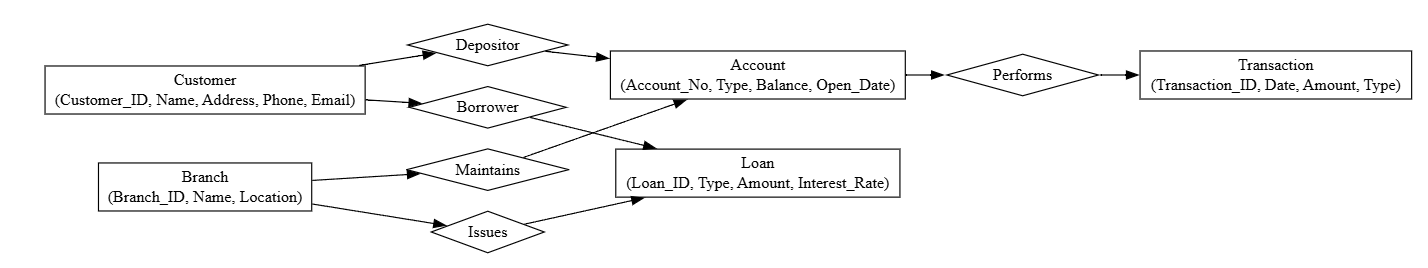 Depositor
Customer
(Customer_ID, Name, Address, Phone, Email)
Account
(Account_No, Type, Balance, Open_Date)
Performs
Transaction
(Transaction_ID, Date, Amount, Type)
Borrower
Branch
(Branch_ID, Name, Location)
Maintains
Loan
(Loan_ID, Type, Amount, Interest_Rate)
Issues